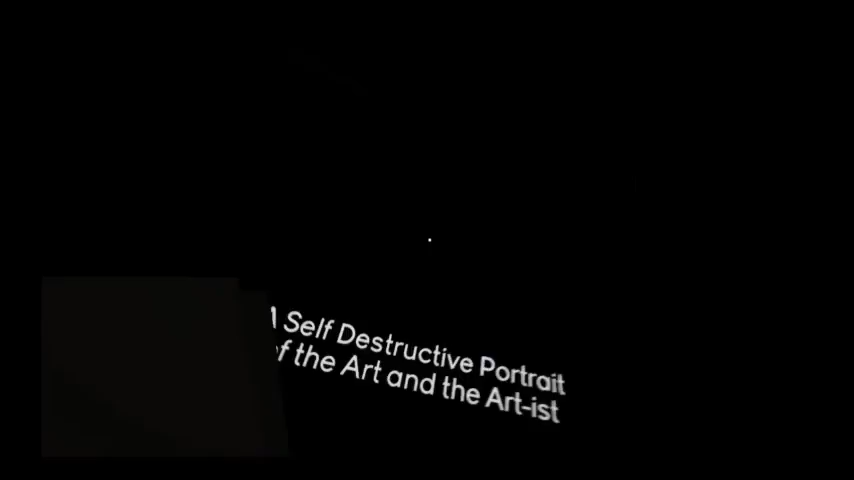 Self Destructive Portrait
the Art and the Art-ist